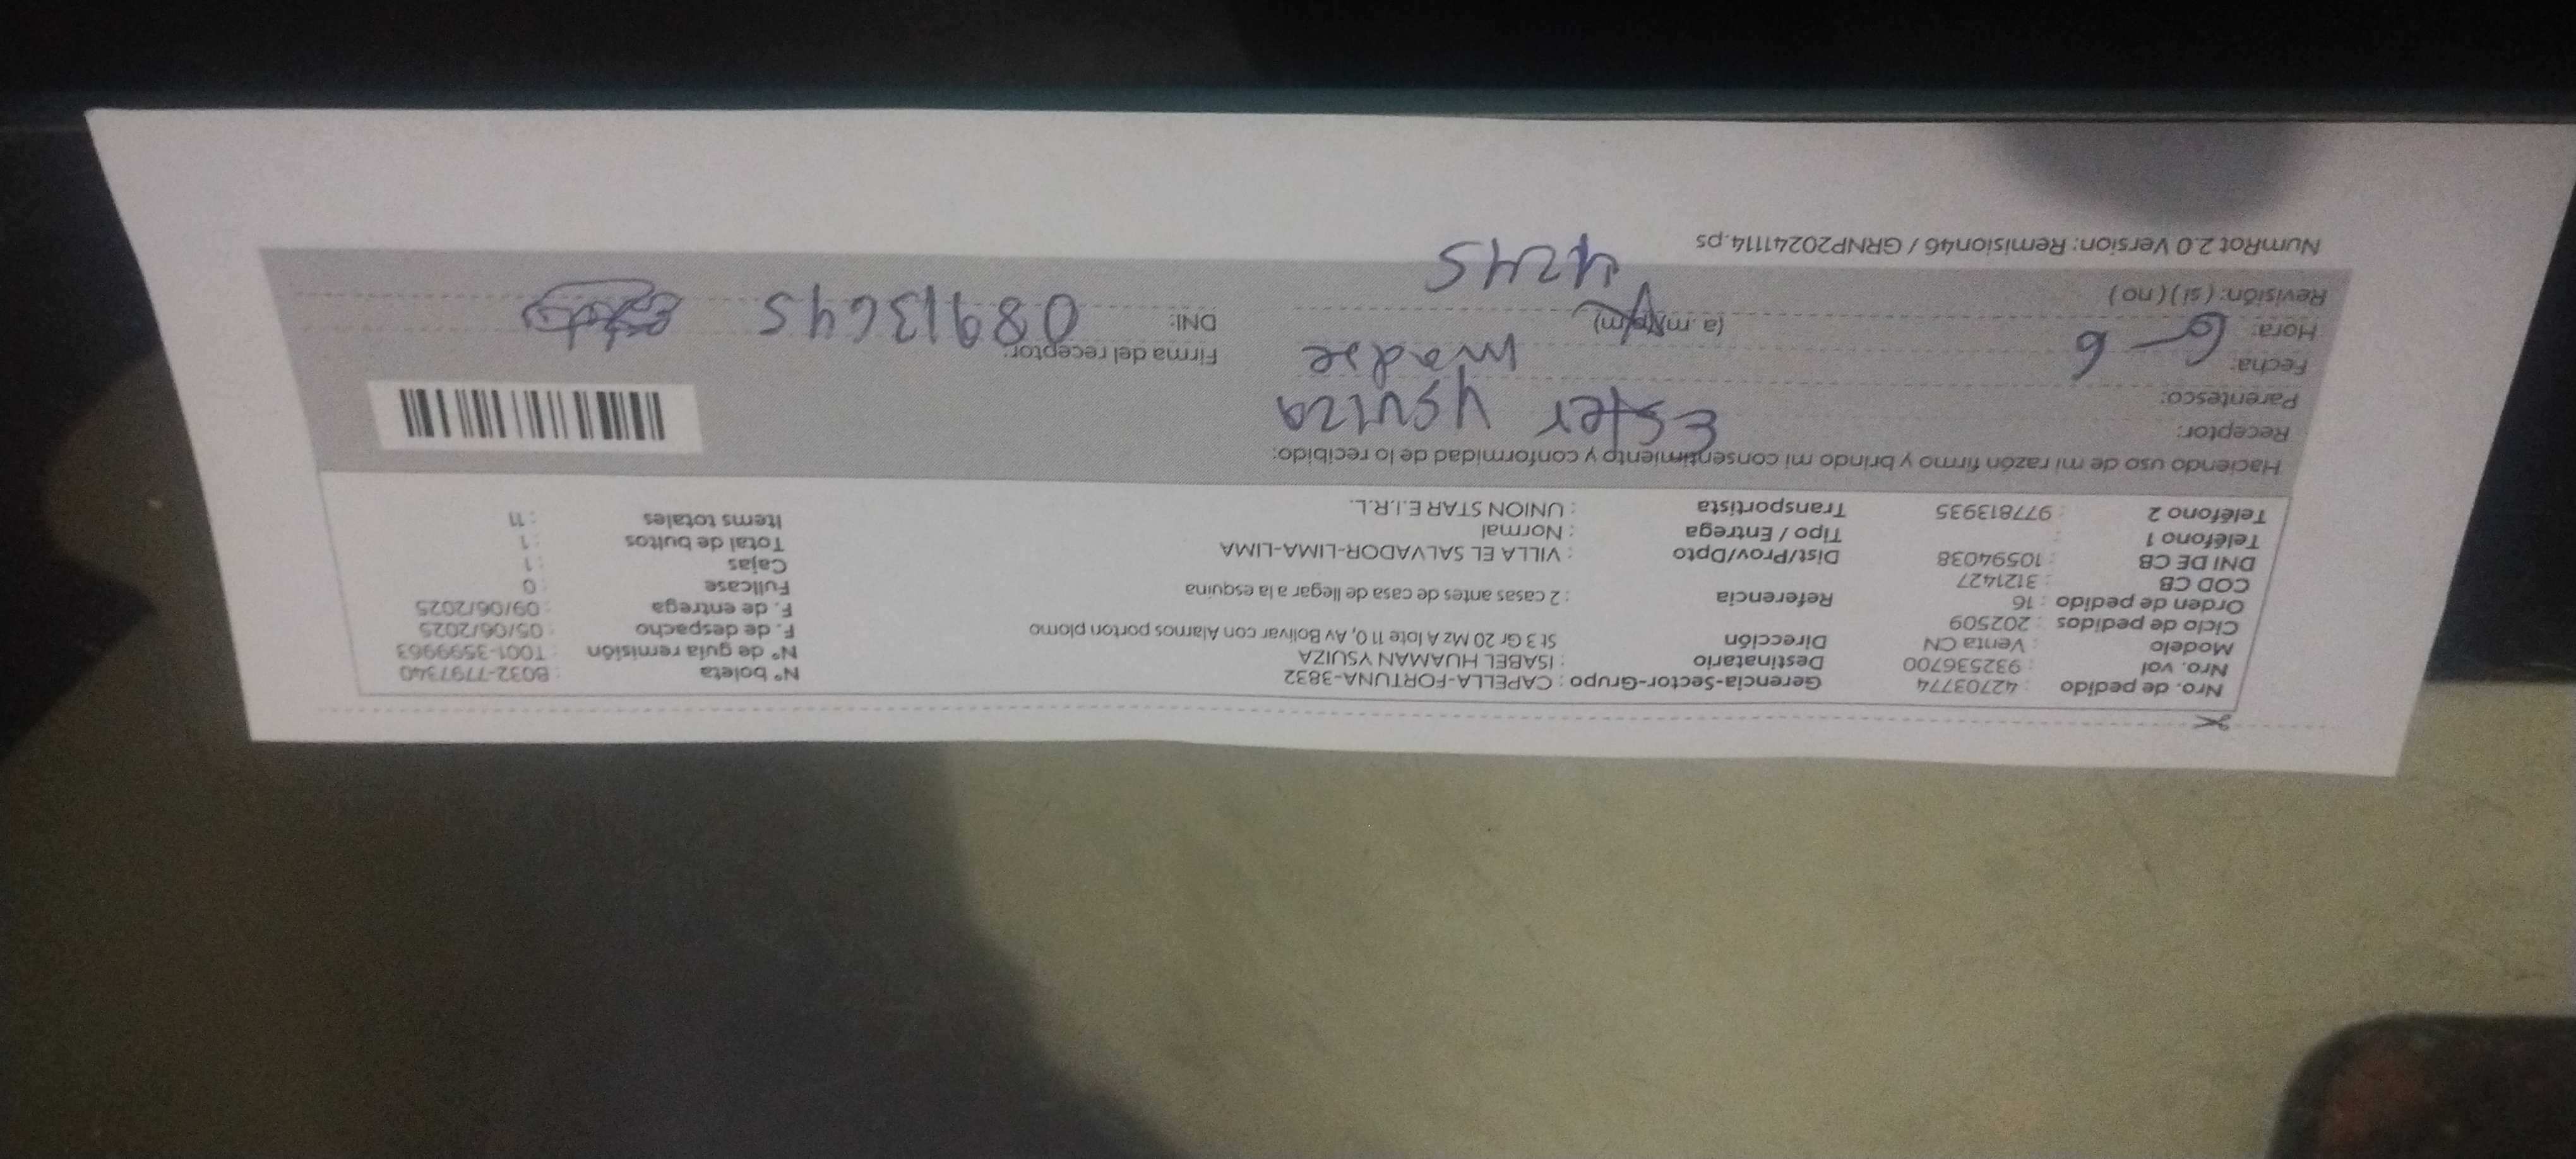 Nro. de pedido : 42703774 Gerencia-Sector-Grupo : CAPELLA-FORTUNA-3832 N° boleta : B032-7797340
Nro. val : 932536700 Destinatario : ISABEL HUAMAN YSUIZA N° de guía remisión : T001-3599963
Modelo : Venta CN Dirección St 3 Gr 20 Mz A lote 11 0, Av Bolivar con Alamos porton plomo F. de despacho : 05/06/2025
Ciclo de pedidos : 202509 F. de entrega : 09/06/2025
Orden de pedido : 16 Referencia : 2 casas antes de casa de llegar a la esquina Fullcase : 0
COD CB : 3121427 Cajas : 1
DNI DE CB : 10594038 Dist/Prov/Dpto : VILLA EL SALVADOR-LIMA-LIMA Total de bultos : 1
Teléfono 1 : Tipo / Entrega : Normal Items totales : 11
Teléfono 2 : 977813935 Transportista : UNION STAR E.I.R.L.
Haciendo uso de mi razón firmo y brindo mi consentimiento y conformidad de lo recibido:
Receptor: Ester Ysuiza
Parentesco: madre
Fecha: 6-6 Firma del receptor:
Hora: (a.m/p.m) DNI: 08913645
Revisión: (si) (no) 4245
NumRot 2.0 Version: Remision46 / GRNP20241114.ps